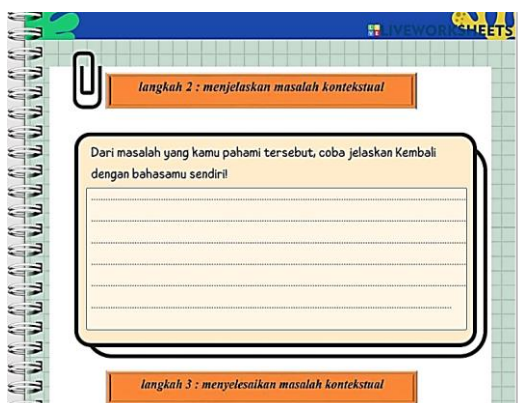 LIVEWORKSHEETS
langkah 2 : menjelaskan masalah kontekstual
Dari masalah yang kamu pahami tersebut, coba jelaskan Kembali
dengan bahasamu sendiri!
langkah 3 : menyelesaikan masalah kontekstual